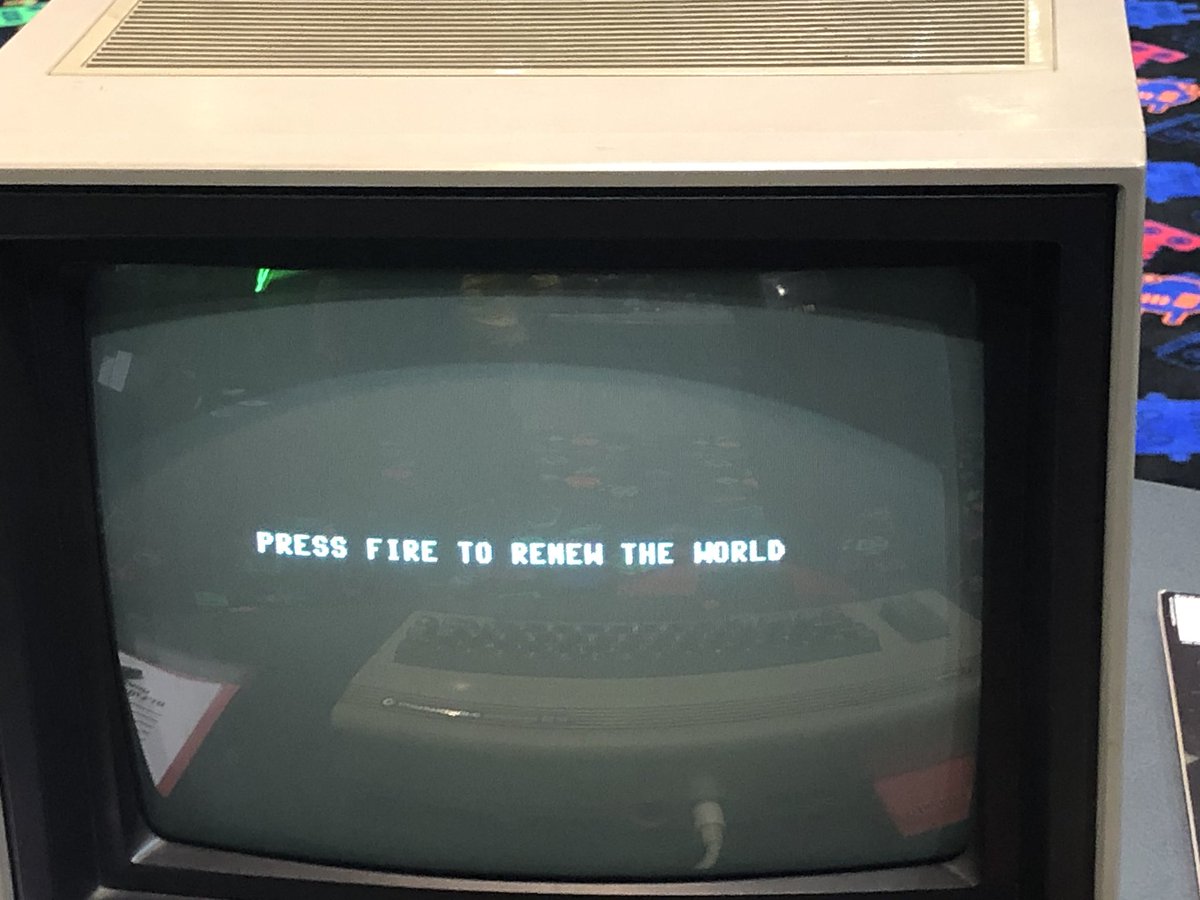 PRESS FIRE TO RENEW THE WORLD